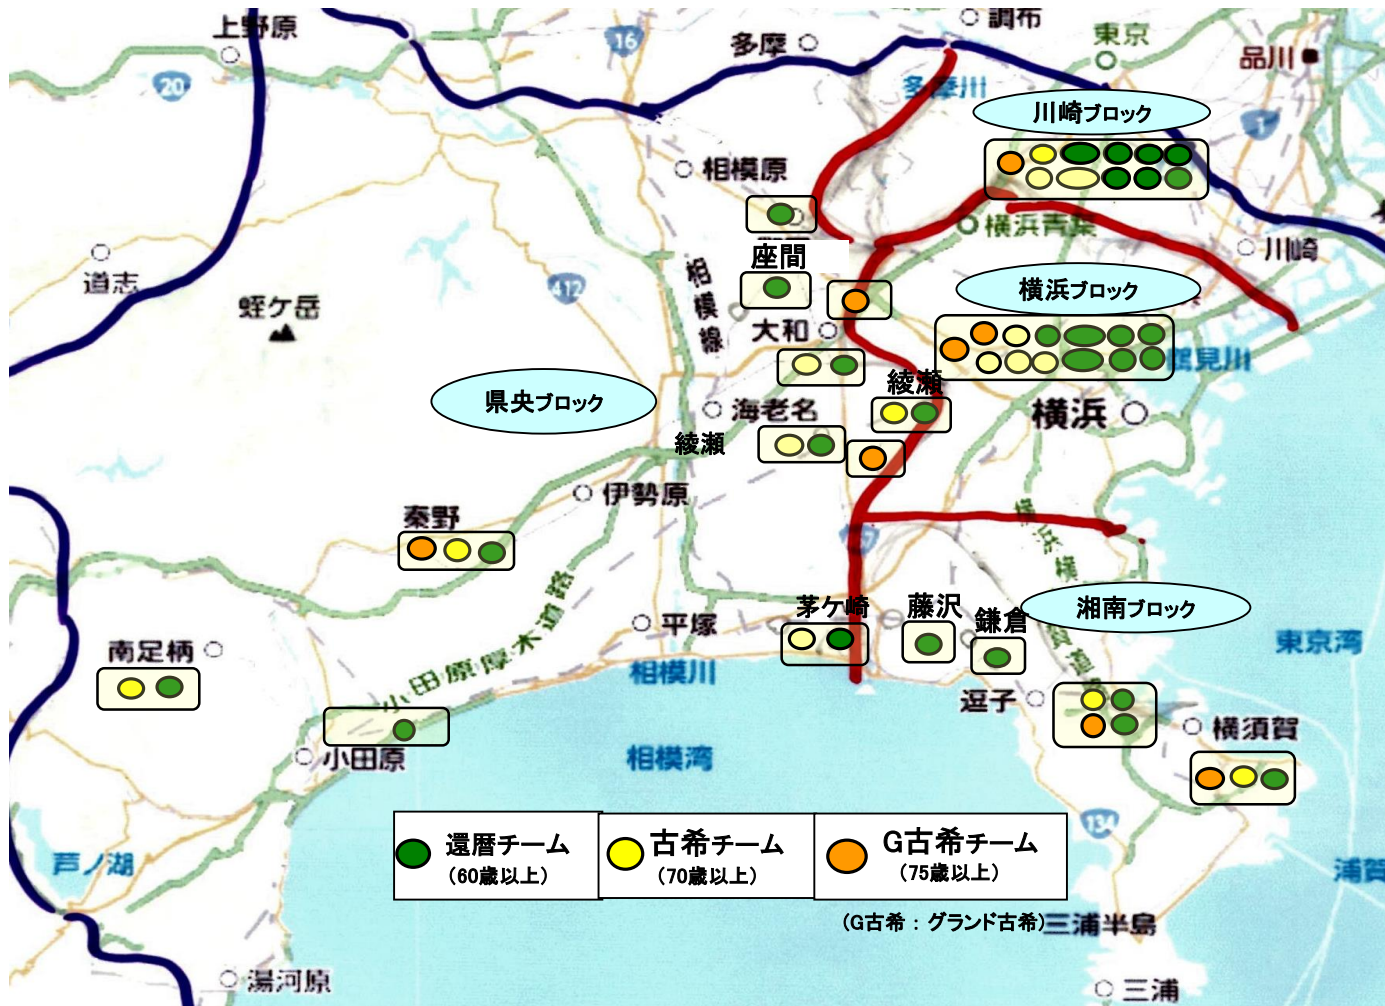 上野原
16
多摩
調布
東京
品川
20
多摩川
川崎ブロック
1
相模原
横浜青葉
川崎
道志
座間
相模線
412
蛭ケ岳
横浜ブロック
大和
鶴見川
県央ブロック
綾瀬
海老名
横浜
綾瀬
伊勢原
秦野
茅ケ崎
藤沢
鎌倉
湘南ブロック
平塚
南足柄
小田原厚木道路
相模川
東京湾
逗子
横須賀
小田原
相模湾
134
芦ノ湖
還暦チーム
(60歳以上)
古希チーム
(70歳以上)
G古希チーム
(75歳以上)
浦賀
(G古希 : グランド古希)
三浦半島
湯河原
三浦